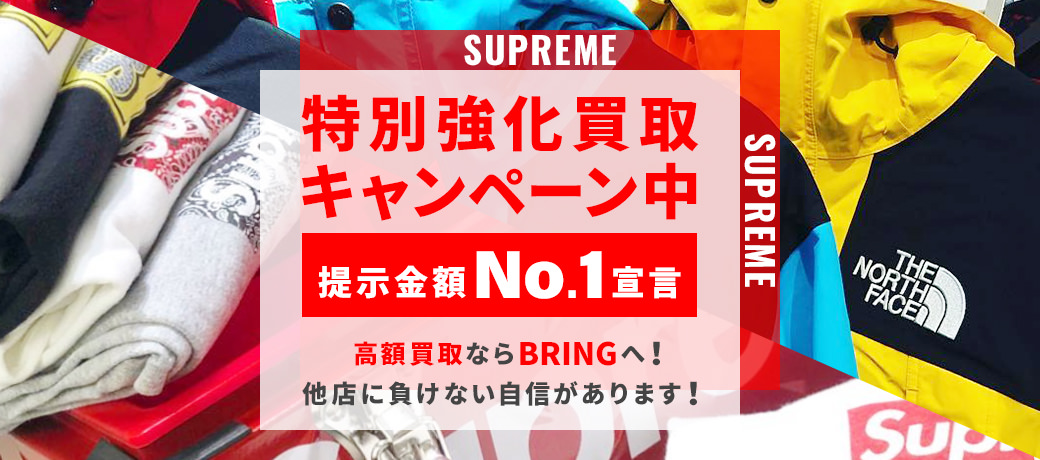 SUPREME
特別強化買取
キャンペーン中
提示金額No.1宣言
高額買取ならBRINGへ！
他店に負けない自信があります！
SUPREME
THE
NORTH
FACE